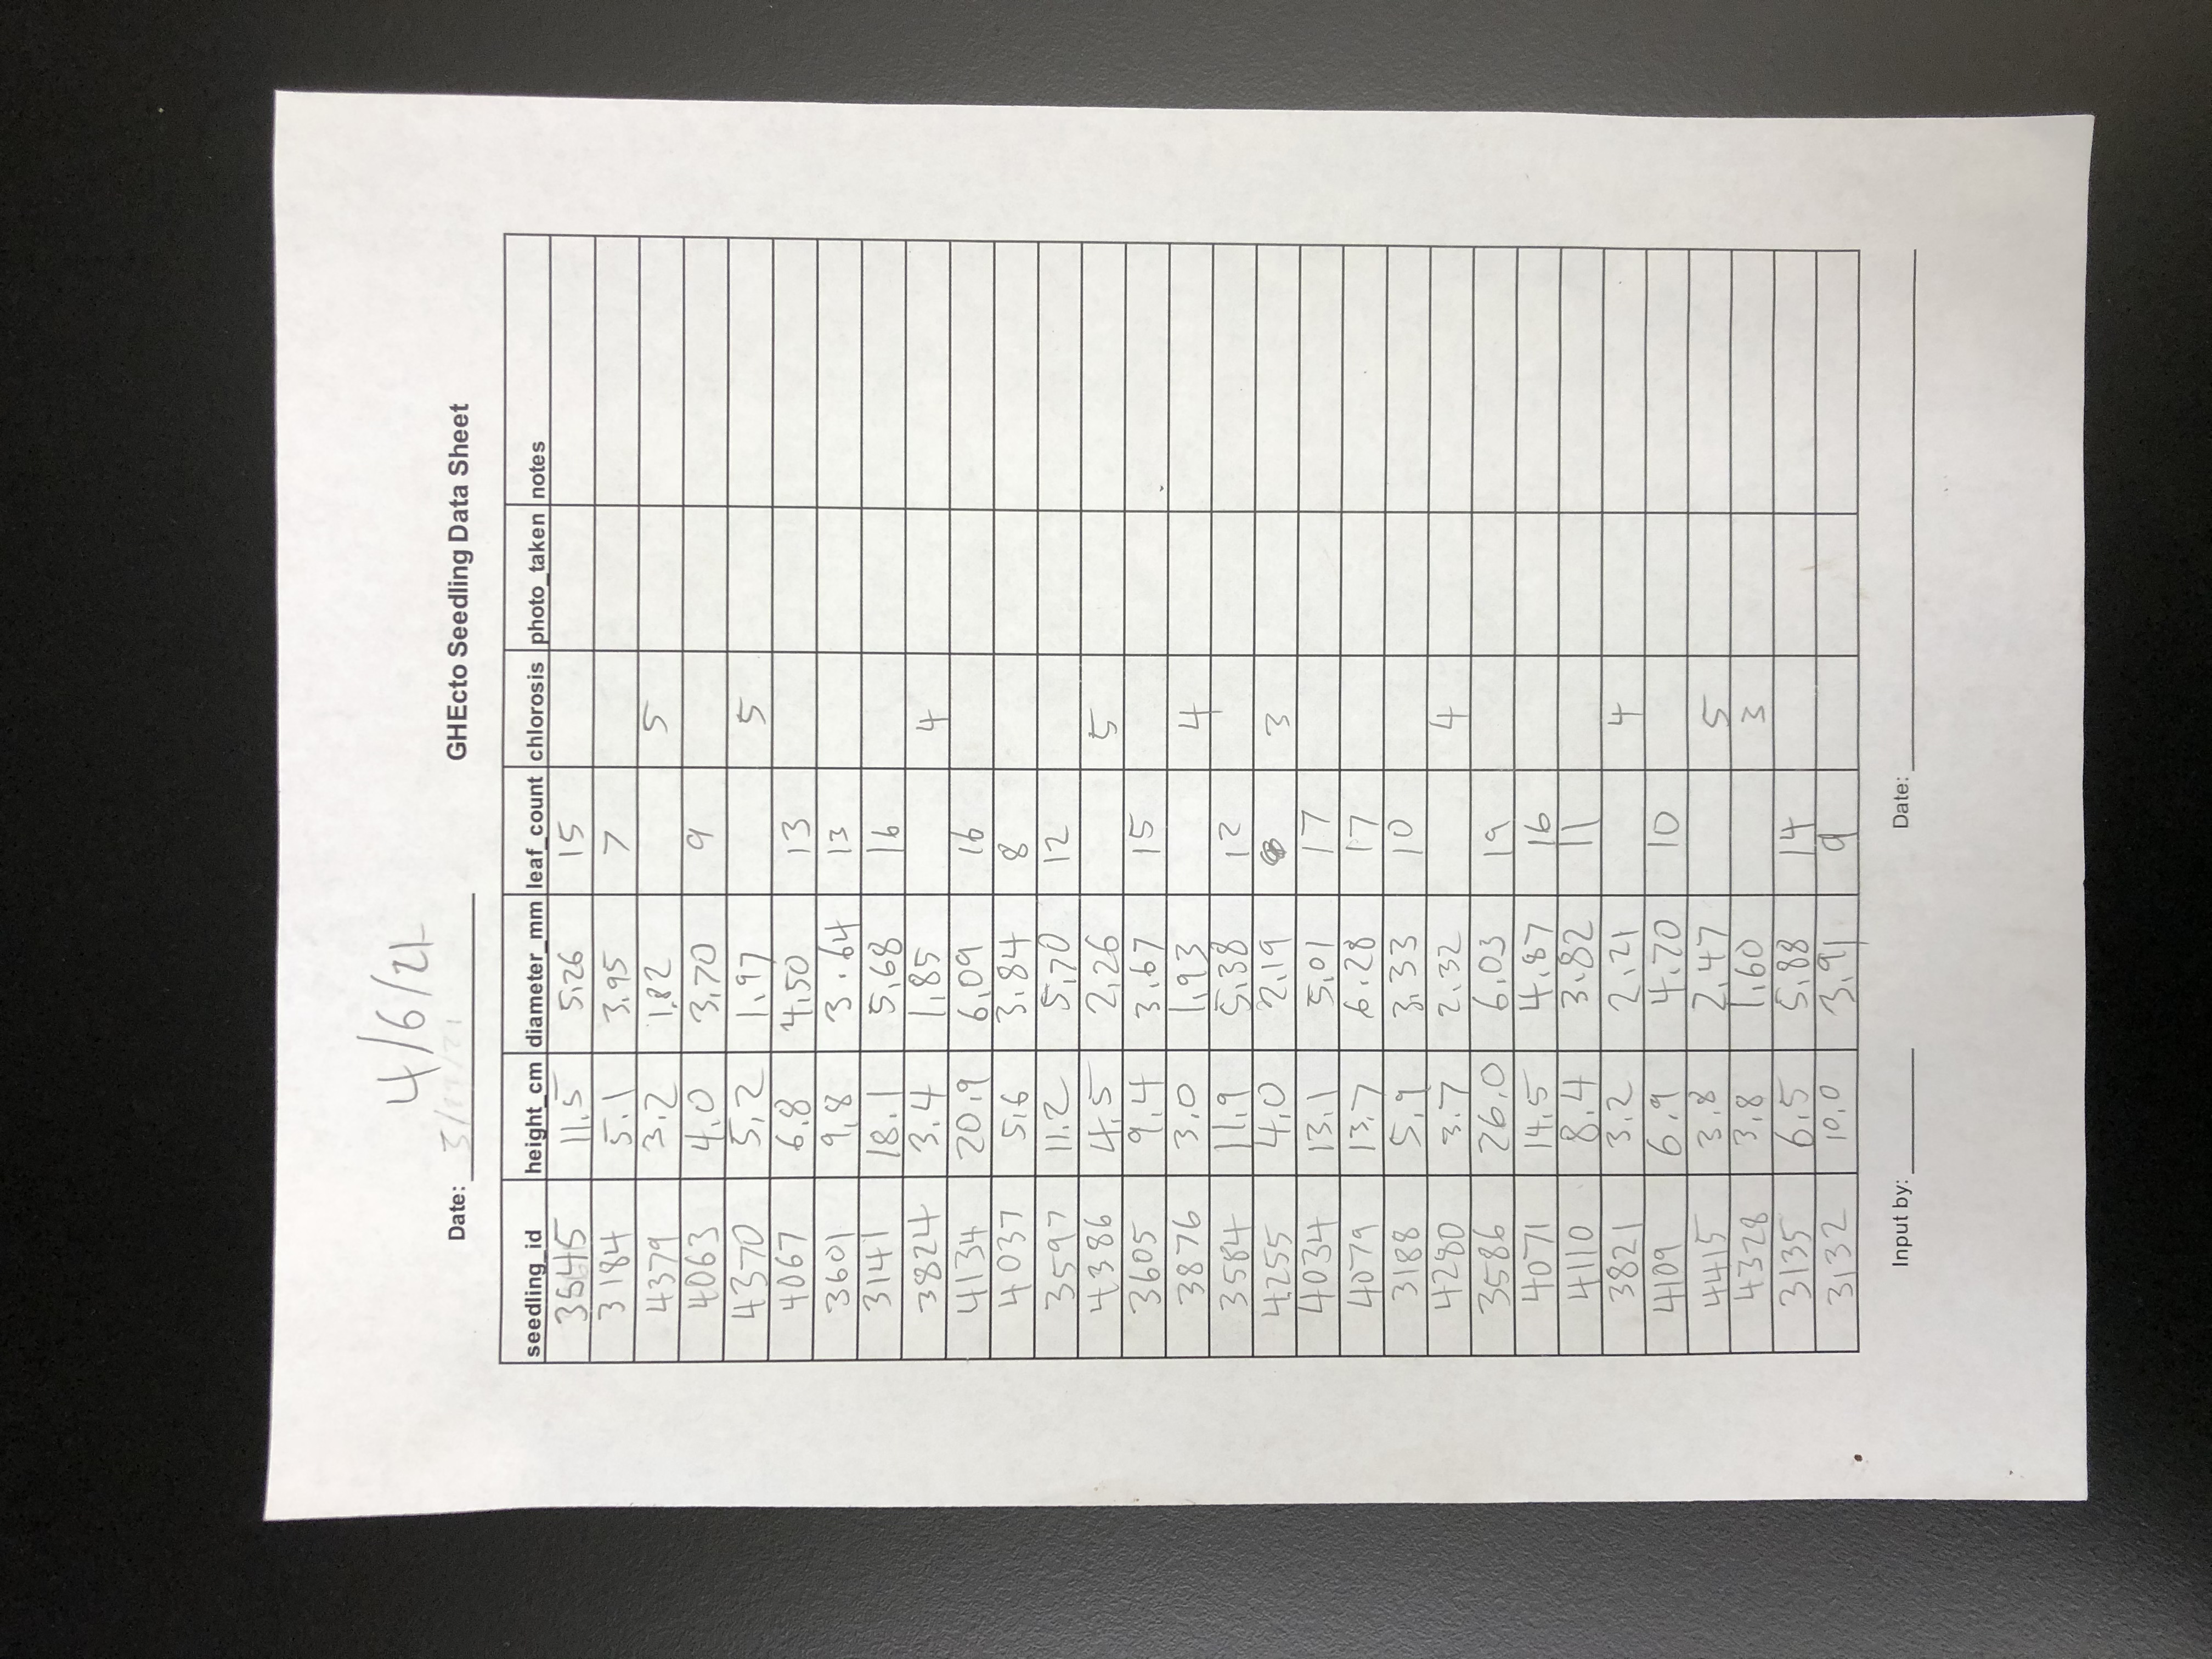 4/6/21
Date: 3/17/21
GHEcto Seedling Data Sheet
seedling_id height_cm diameter_mm leaf_count chlorosis photo_taken notes
11.5 5.26 15
3184 5.1 3.95 7
4379 3.2 1.82 5
4063 4.0 3.70 9
4370 5.2 1.97 5
4067 6.8 4.50 13
3601 9.8 3.64 13
3141 18.1 5.68 16
3824 3.4 1.85 4
4134 20.9 6.09 16
4037 5.6 3.84 8
3597 11.2 5.70 12
4386 4.5 2.26 5
3605 9.4 3.67 15
3876 3.0 1.93 4
3584 11.9 5.38 12
4255 4.0 2.19 3
4034 13.1 5.01 17
4079 13.7 6.28 17
3188 5.9 3.33 10
4280 3.7 2.32 4
3586 26.0 6.03 19
4071 14.5 4.87 16
4110 8.4 3.82 11
3821 3.2 2.21 4
4109 6.9 4.70 10
4415 3.8 2.47 5
4328 3.8 1.60 3
3135 6.5 5.88 14
3132 10.0 3.91 9
Input by: Date: